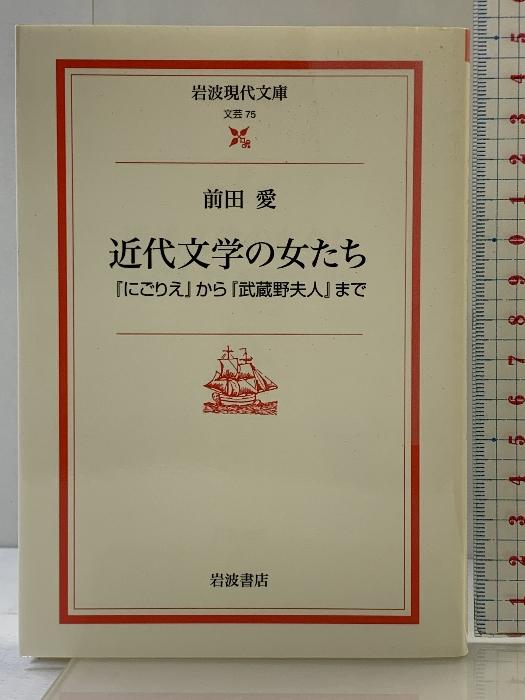 岩波現代文庫
文芸 75
前田 愛
近代文学の女たち
『にごりえ』から『武蔵野夫人』まで
岩波書店